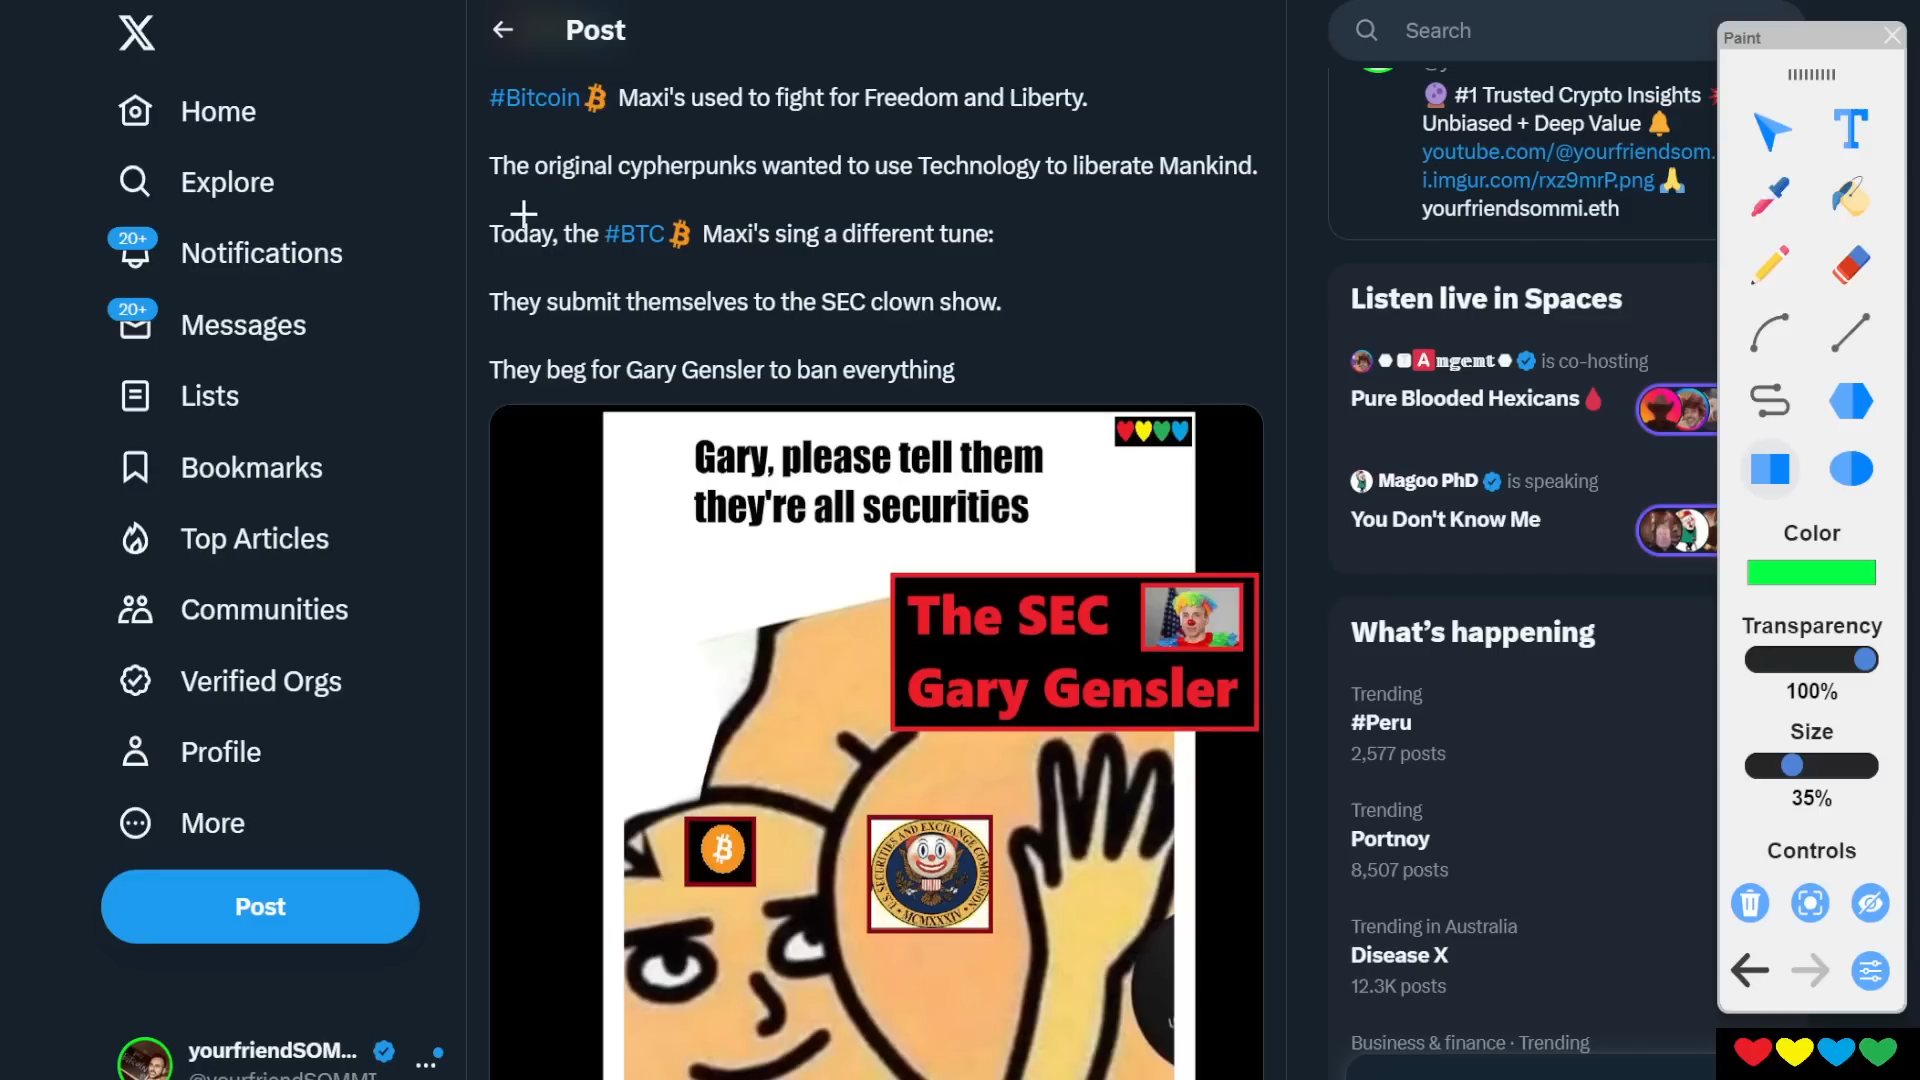 Home
Explore
20+
Notifications
20+
Messages
Lists
Bookmarks
Top Articles
Communities
Verified Orgs
Profile
More
Post
yourfriendSOM...
@yourfriendSOMMI
Post
#Bitcoin Maxi's used to fight for Freedom and Liberty.
The original cypherpunks wanted to use Technology to liberate Mankind.
Today, the #BTC Maxi's sing a different tune:
They submit themselves to the SEC clown show.
They beg for Gary Gensler to ban everything
Gary, please tell them
they're all securities
The SEC
Gary Gensler
U.S. SECURITIES AND EXCHANGE COMMISSION
MCMXXXIV
Search
#1 Trusted Crypto Insights
Unbiased + Deep Value
youtube.com/@yourfriendsom.
i.imgur.com/rxz9mrP.png
yourfriendsommi.eth
Listen live in Spaces
A𝖓𝖌𝖊𝖓𝖙 is co-hosting
Pure Blooded Hexicans
Magoo PhD is speaking
You Don't Know Me
What's happening
Trending
#Peru
2,577 posts
Trending
Portnoy
8,507 posts
Trending in Australia
Disease X
12.3K posts
Business & finance · Trending
Paint
T
Color
Transparency
100%
Size
35%
Controls